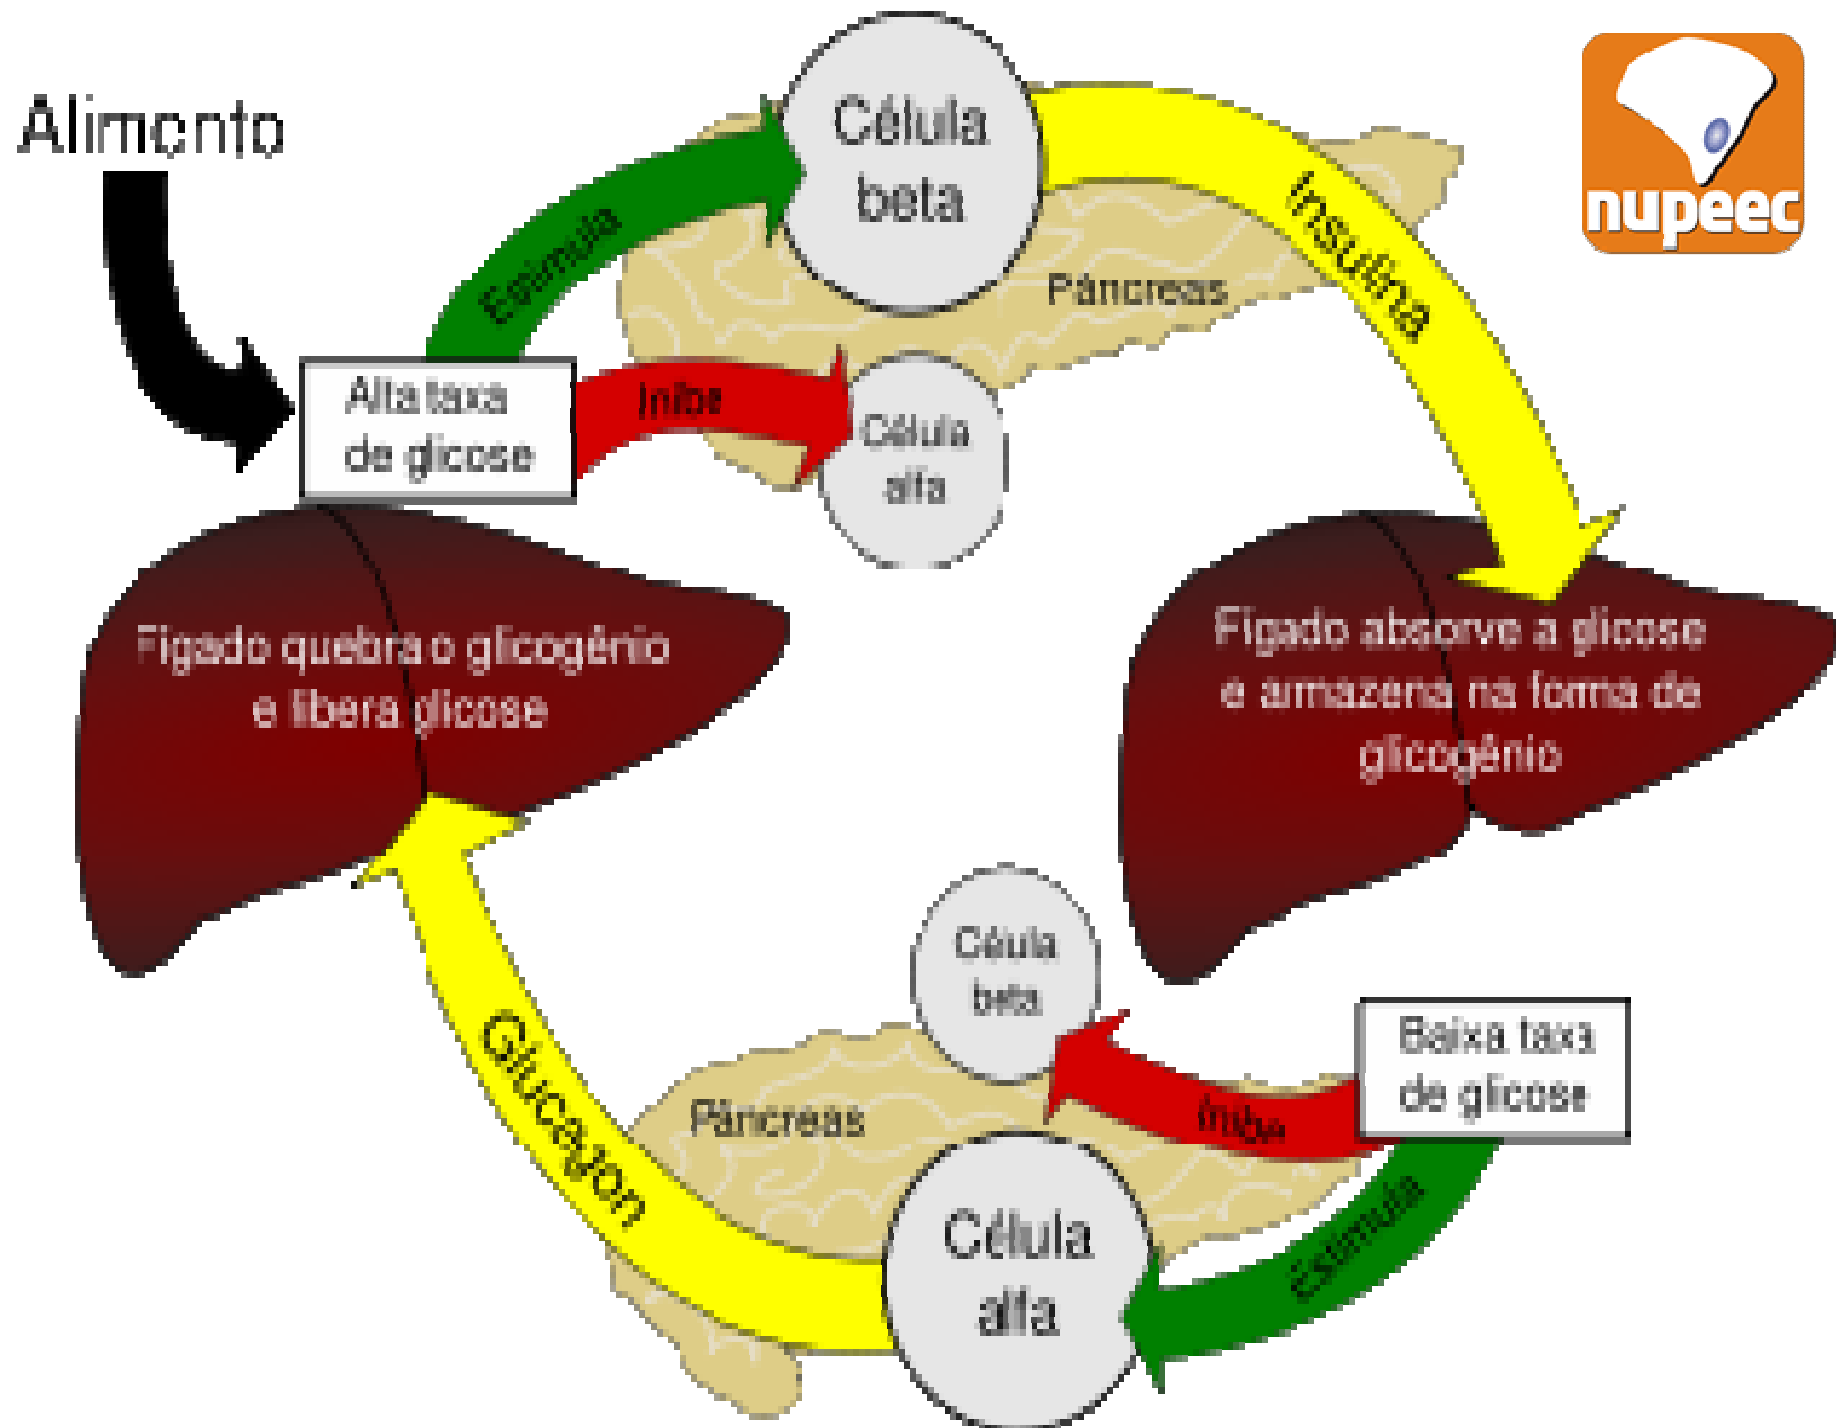 Alimento
Célula
beta
Insulina
nupeec
Estimula
Pâncreas
Alta taxa
de glicose
Inibe
Célula
alfa
Fígado quebra o glicogênio
e libera glicose
Fígado absorve a glicose
e armazena na forma de
glicogênio
Célula
beta
Baixa taxa
de glicose
Glucagon
Pâncreas
Inibe
Estimula
Célula
alfa